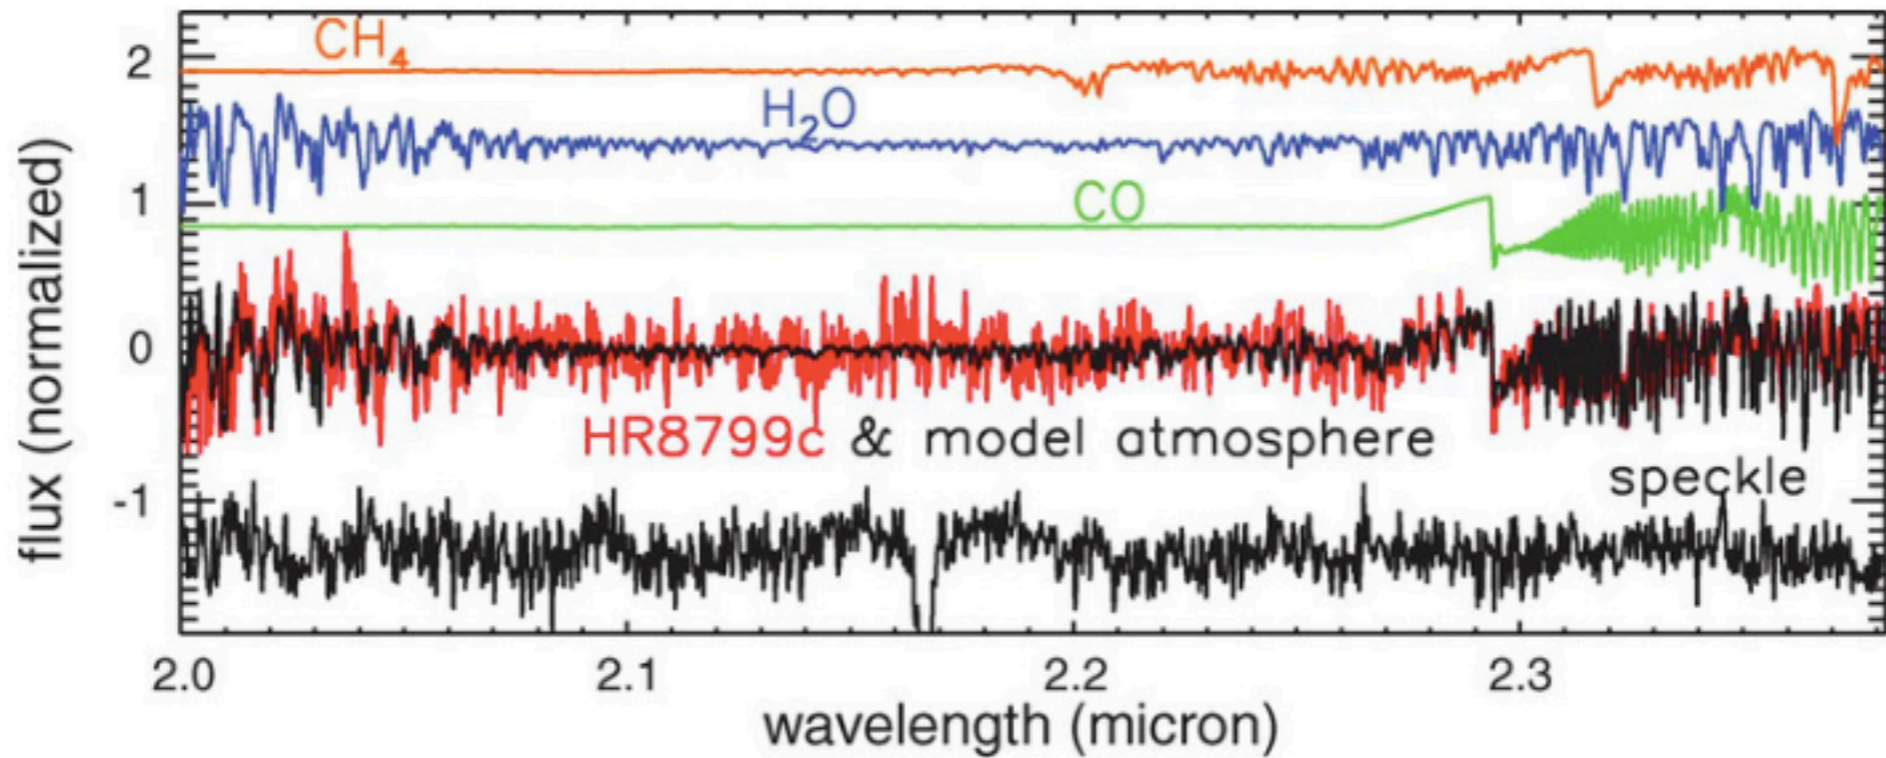 CH₄
2
H₂O
1
CO
0
HR8799c & model atmosphere
speckle
-1
flux (normalized)
2.0 2.1 2.2 2.3
wavelength (micron)